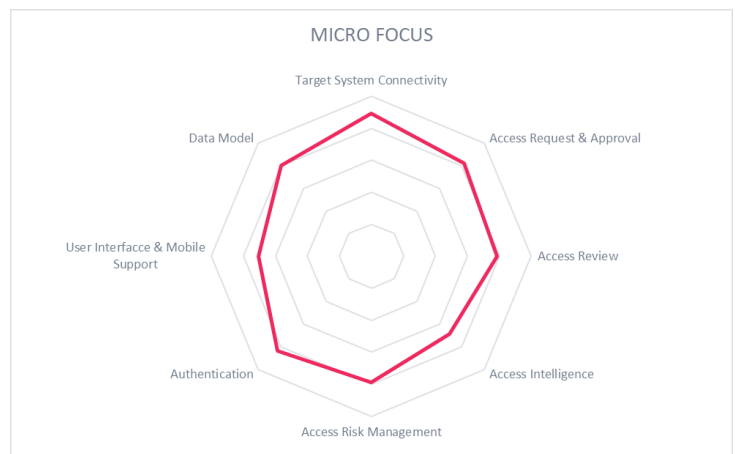 MICRO FOCUS
Target System Connectivity
Data Model
Access Request & Approval
User Interfacce & Mobile
Support
Access Review
Authentication
Access Intelligence
Access Risk Management